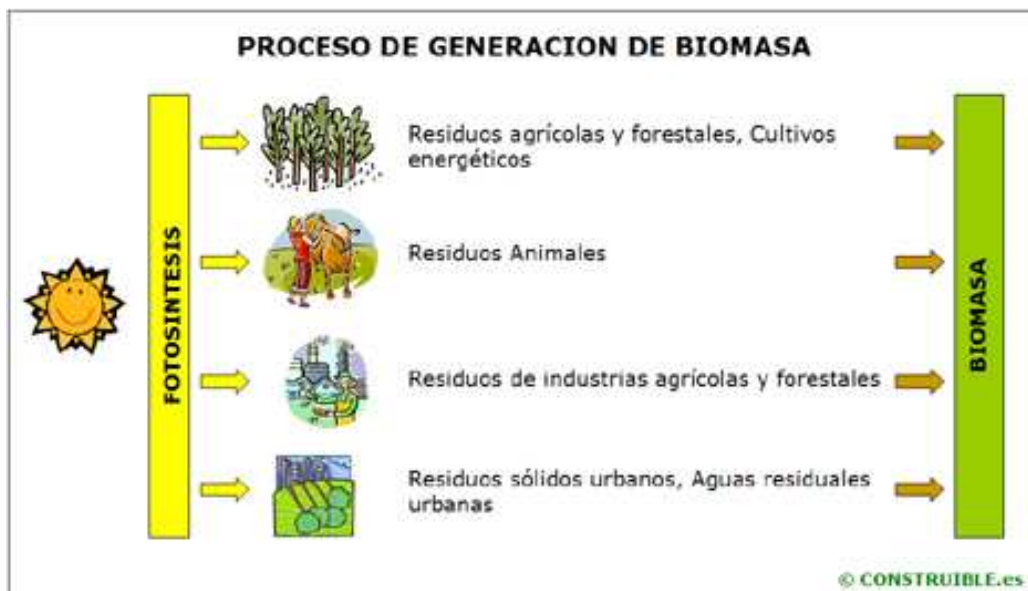 PROCESO DE GENERACION DE BIOMASA
FOTOSINTESIS
Residuos agrícolas y forestales, Cultivos
energéticos
Residuos Animales
Residuos de industrias agrícolas y forestales
Residuos sólidos urbanos, Aguas residuales
urbanas
BIOMASA
© CONSTRUIBLE.es